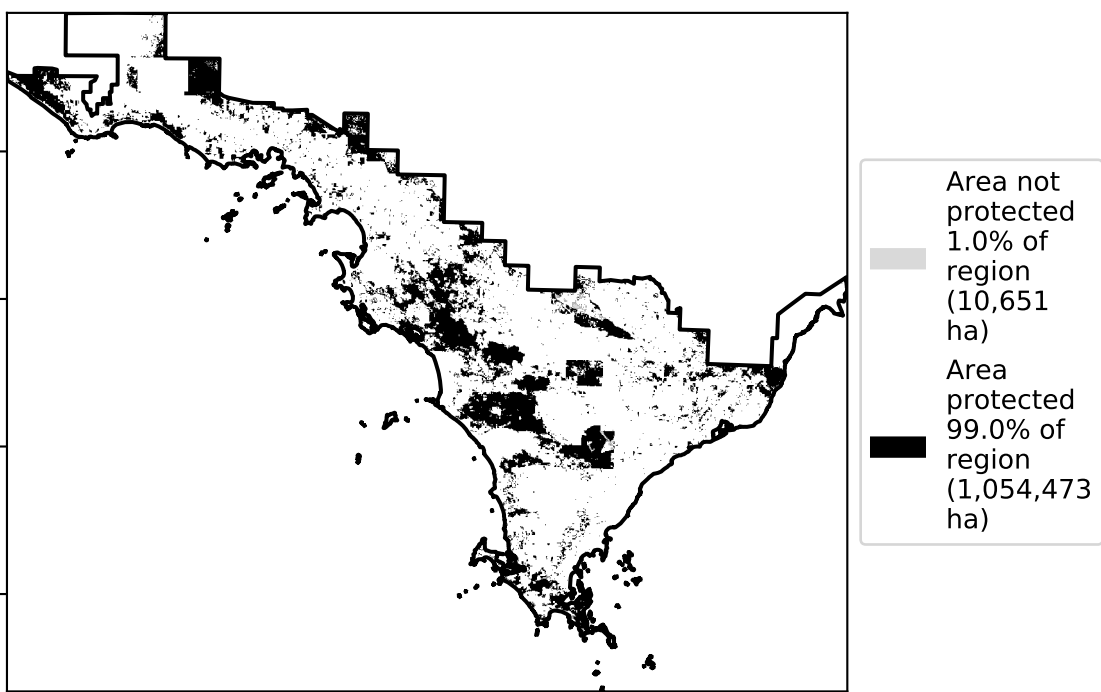 Area not
protected
1.0% of
region
(10,651
ha)
Area
protected
99.0% of
region
(1,054,473
ha)